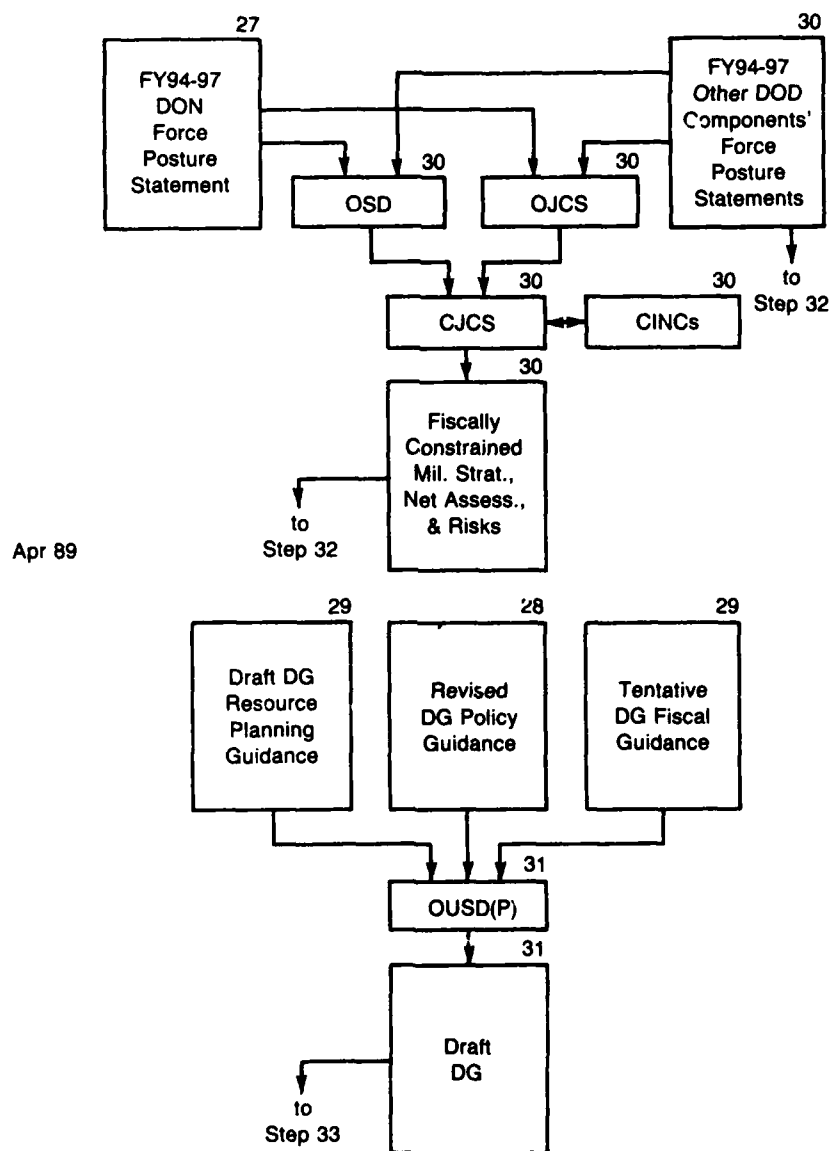 27
FY94-97
DON
Force
Posture
Statement
30
FY94-97
Other DOD
Components'
Force
Posture
Statements
30
OSD
30
OJCS
to
Step 32
30
CJCS
30
CINCs
30
Fiscally
Constrained
Mil. Strat.,
Net Assess.,
& Risks
to
Step 32
Apr 89
29
Draft DG
Resource
Planning
Guidance
28
Revised
DG Policy
Guidance
29
Tentative
DG Fiscal
Guidance
31
OUSD(P)
31
Draft
DG
to
Step 33